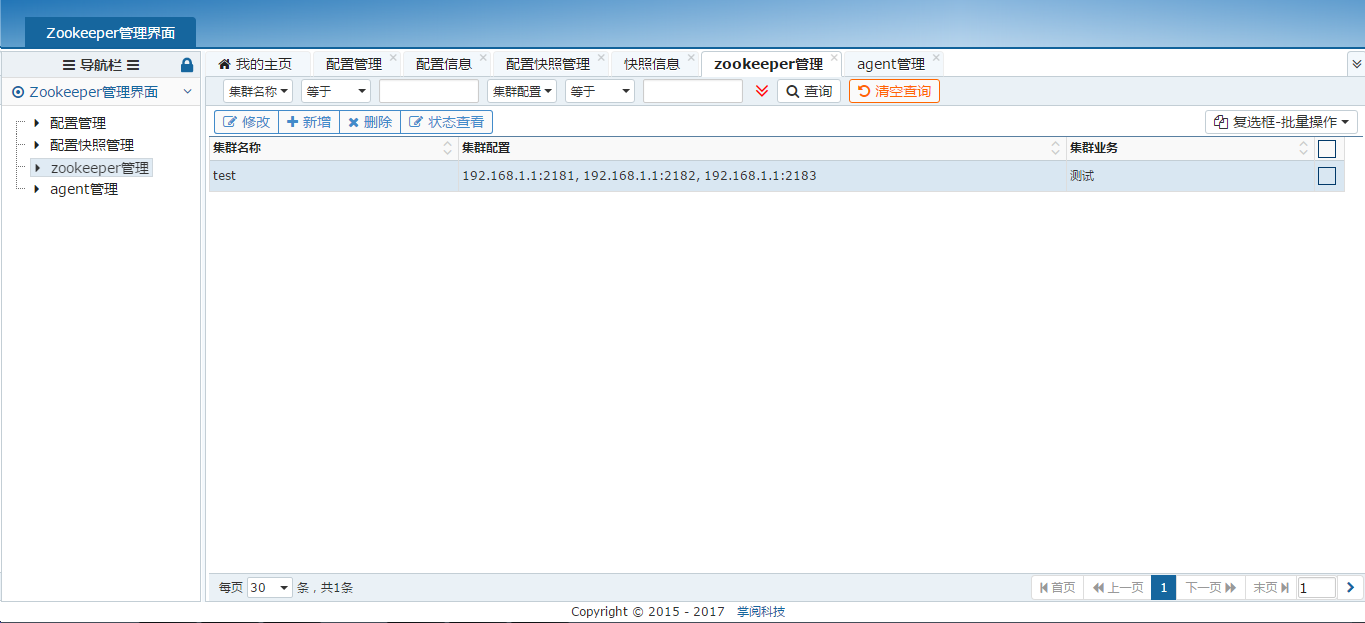 Zookeeper管理界面
导航栏
Zookeeper管理界面
配置管理
配置快照管理
zookeeper管理
agent管理
我的主页 配置管理 配置信息 配置快照管理 快照信息 zookeeper管理 agent管理
集群名称 等于 集群配置 等于 查询 清空查询
修改 新增 删除 状态查看 复选框-批量操作
集群名称 集群配置 集群业务
test 192.168.1.1:2181, 192.168.1.1:2182, 192.168.1.1:2183 测试
每页 30 条，共1条 首页 上一页 1 下一页 末页 1
Copyright © 2015 - 2017 掌阅科技